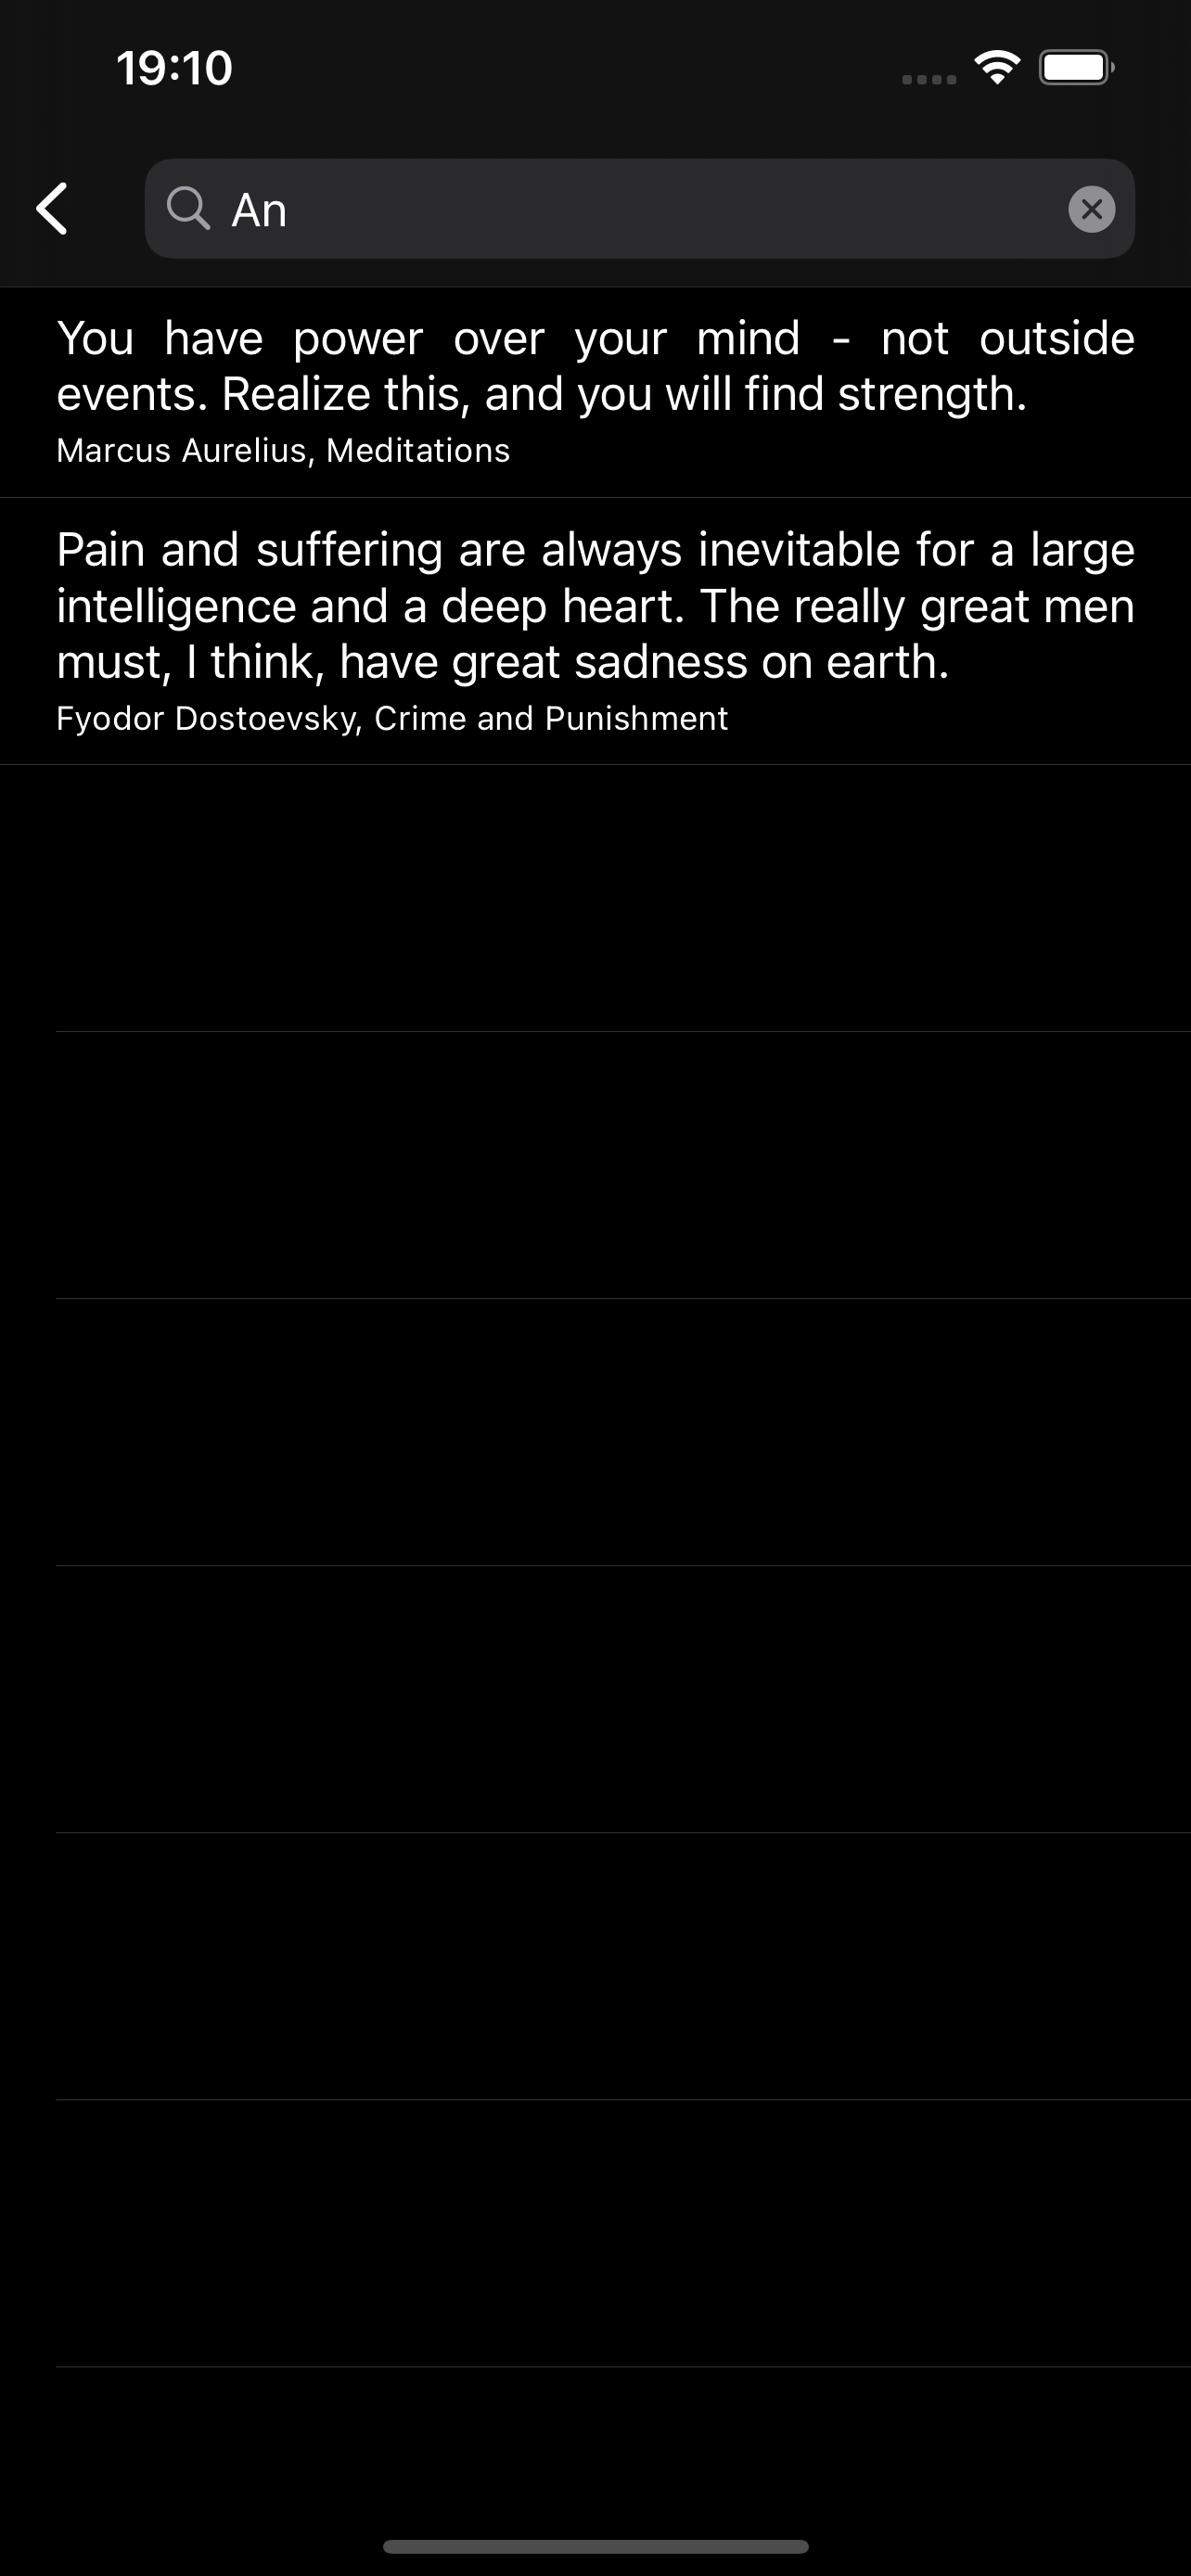 19:10
An
You have power over your mind - not outside
events. Realize this, and you will find strength.
Marcus Aurelius, Meditations
Pain and suffering are always inevitable for a large
intelligence and a deep heart. The really great men
must, I think, have great sadness on earth.
Fyodor Dostoevsky, Crime and Punishment